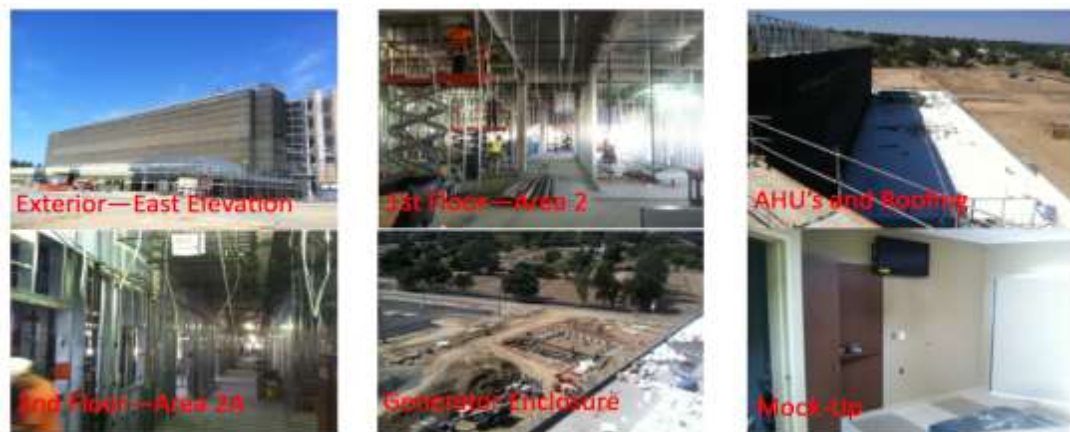 Exterior—East Elevation
1st Floor—Area 2
AHU's and Roofing
2nd Floor—Area 2A
Generator Enclosure
Mock-Up